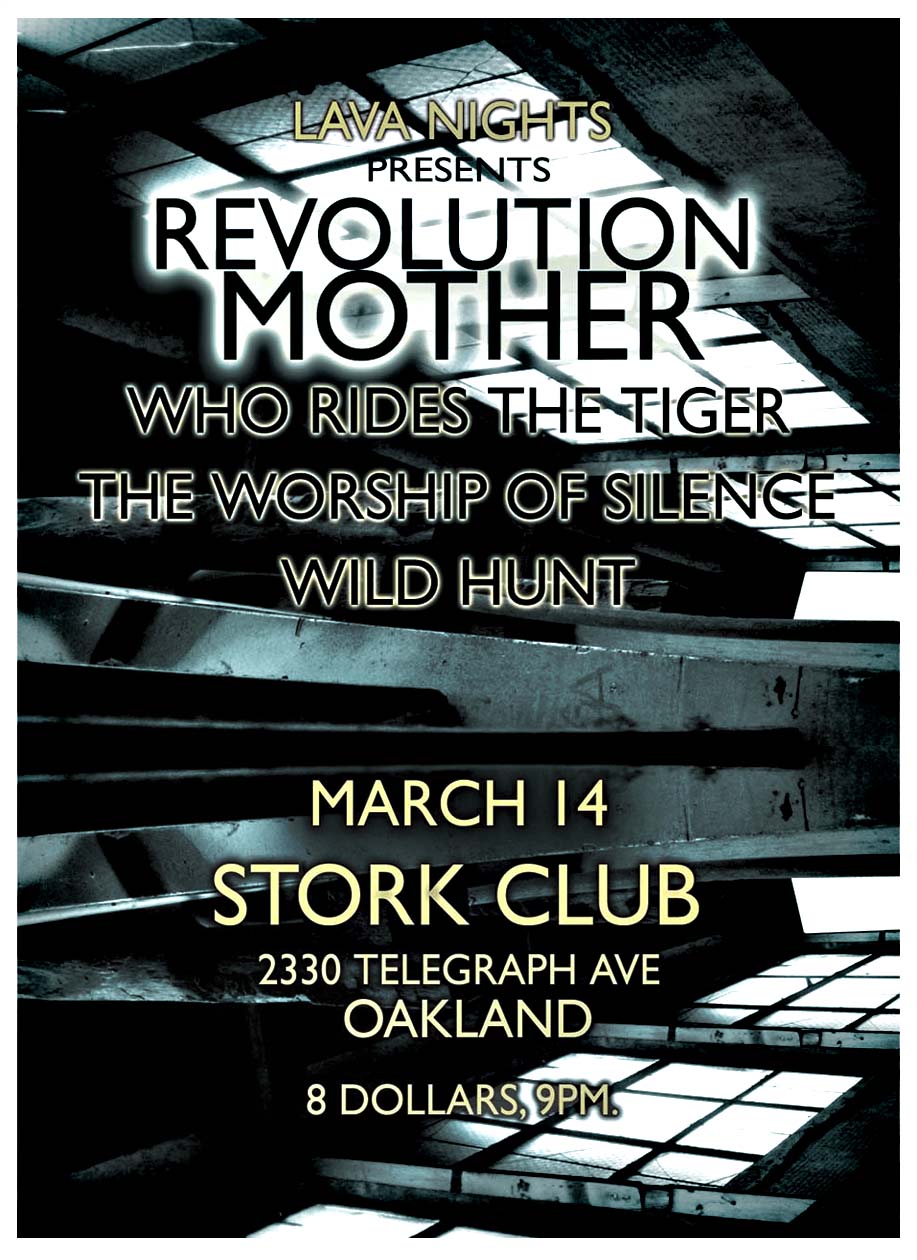 LAVA NIGHTS
PRESENTS
REVOLUTION
MOTHER
WHO RIDES THE TIGER
THE WORSHIP OF SILENCE
WILD HUNT
MARCH 14
STORK CLUB
2330 TELEGRAPH AVE
OAKLAND
8 DOLLARS, 9PM.